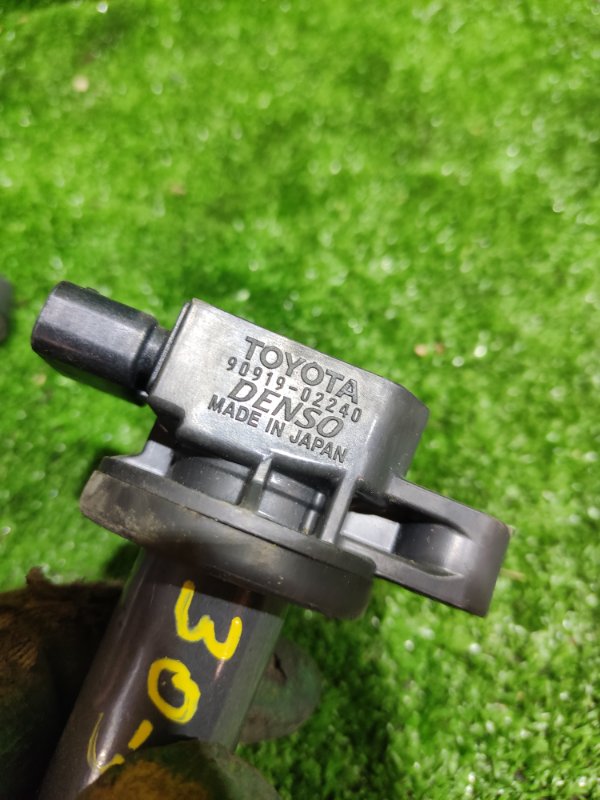 TOYOTA
90919-02240
DENSO
MADE IN JAPAN
30-